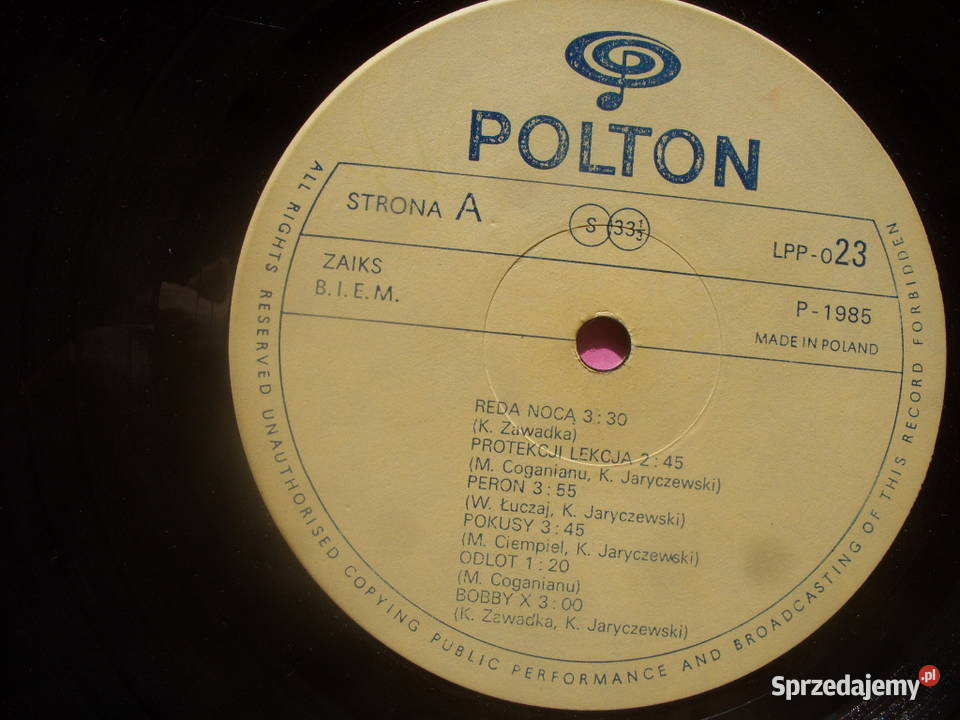 POLTON
STRONA A
S 33⅓
LPP-023
ZAIKS
B.I.E.M.
P-1985
MADE IN POLAND
REDA NOCĄ 3:30
(K. Zawadka)
PROTEKCJI LEKCJA 2:45
(M. Coganianu, K. Jaryczewski)
PERON 3:55
(W. Łuczaj, K. Jaryczewski)
POKUSY 3:45
(M. Ciempiel, K. Jaryczewski)
ODLOT 1:20
(M. Coganianu)
BOBBY X 3:00
(K. Zawadka, K. Jaryczewski)
ALL RIGHTS RESERVED UNAUTHORISED COPYING PUBLIC PERFORMANCE AND BROADCASTING OF THIS RECORD FORBIDDEN
Sprzedajemy.pl